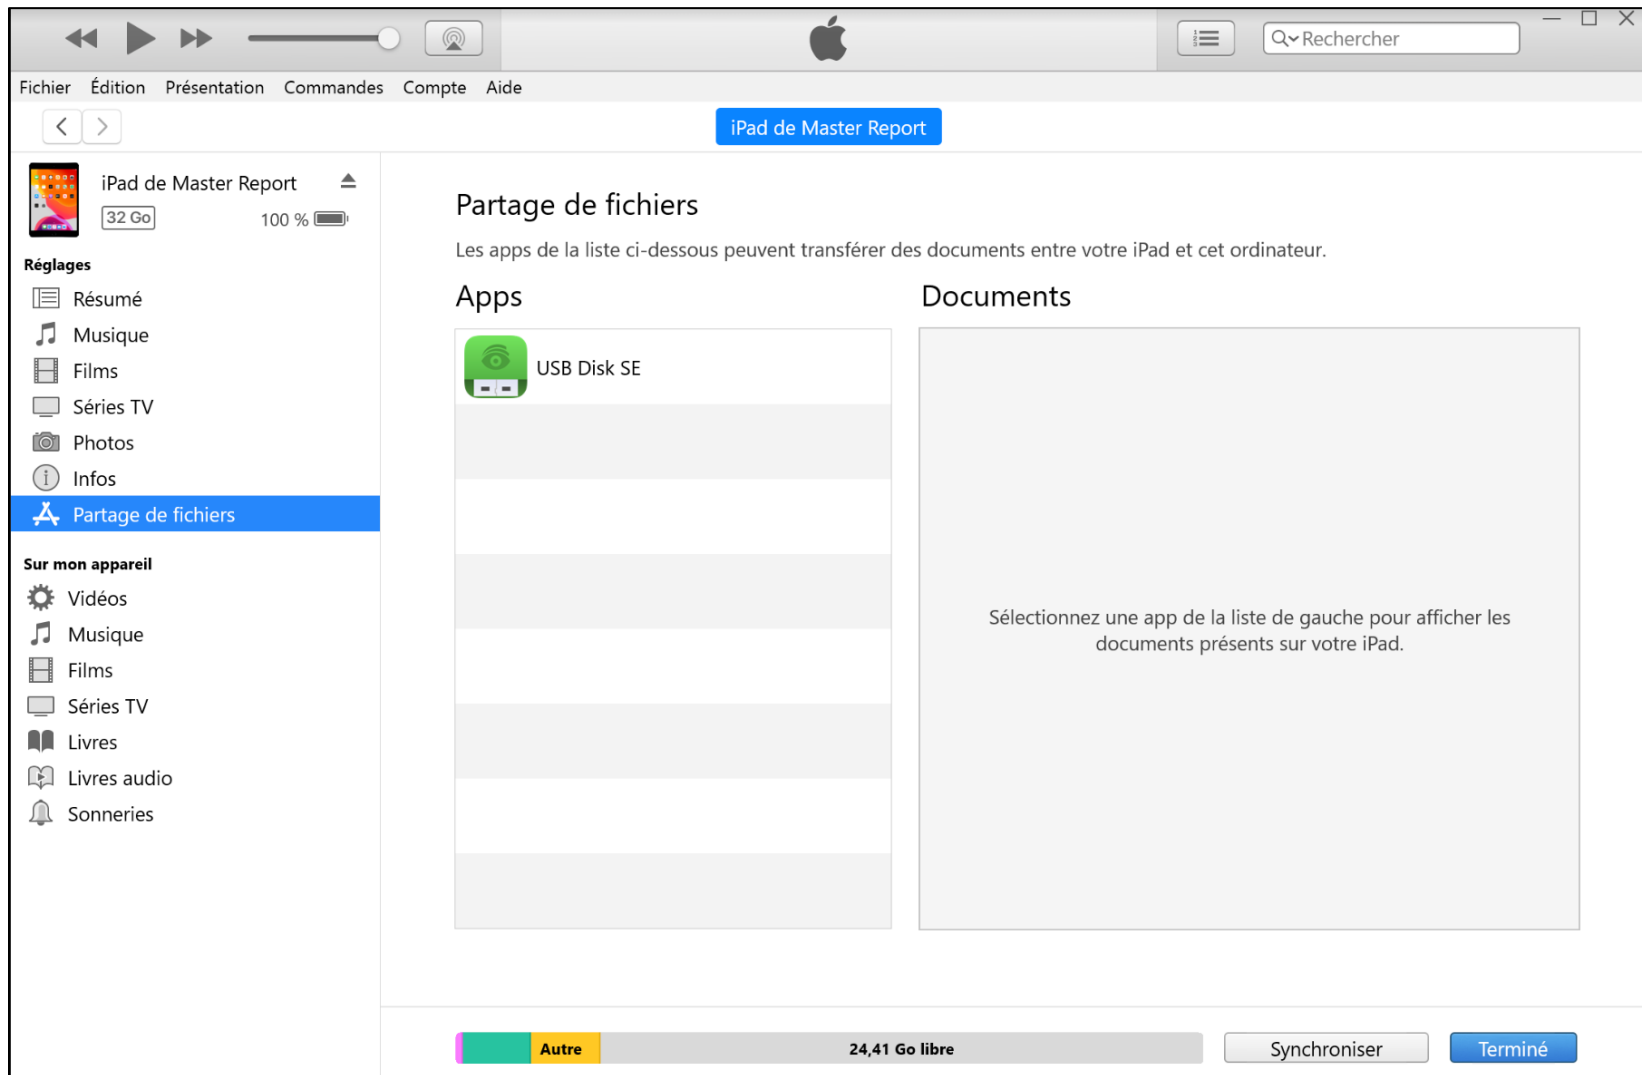 Rechercher
Fichier Édition Présentation Commandes Compte Aide
iPad de Master Report
iPad de Master Report
32 Go 100 %
Réglages
Résumé
Musique
Films
Séries TV
Photos
Infos
Partage de fichiers
Sur mon appareil
Vidéos
Musique
Films
Séries TV
Livres
Livres audio
Sonneries
Partage de fichiers
Les apps de la liste ci-dessous peuvent transférer des documents entre votre iPad et cet ordinateur.
Apps
USB Disk SE
Documents
Sélectionnez une app de la liste de gauche pour afficher les
documents présents sur votre iPad.
Autre
24,41 Go libre
Synchroniser
Terminé